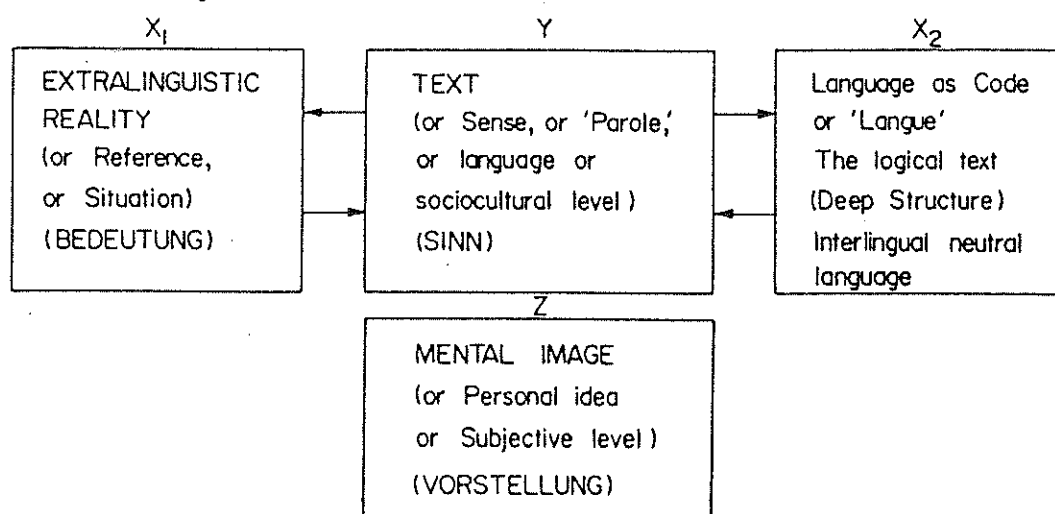 X1
EXTRALINGUISTIC
REALITY
(or Reference,
or Situation)
(BEDEUTUNG)
Y
TEXT
(or Sense, or 'Parole,'
or language or
sociocultural level)
(SINN)
X2
Language as Code
or 'Langue'
The logical text
(Deep Structure)
Interlingual neutral
language
Z
MENTAL IMAGE
(or Personal idea
or Subjective level)
(VORSTELLUNG)